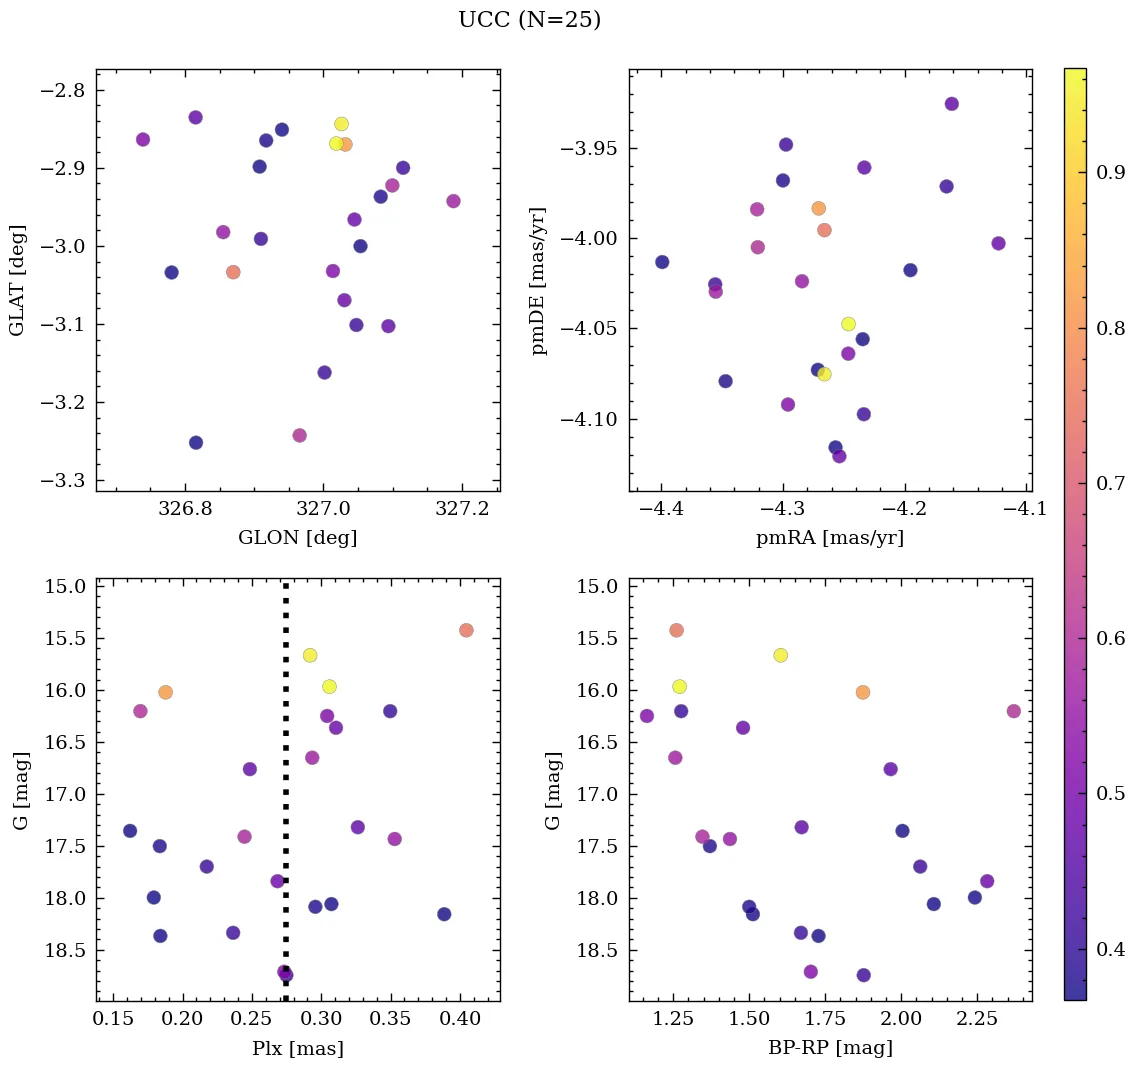 UCC (N=25)
−2.8
−2.9
−3.0
−3.1
−3.2
−3.3
GLAT [deg]
326.8 327.0 327.2
GLON [deg]
−3.95
−4.00
−4.05
−4.10
pmDE [mas/yr]
−4.4 −4.3 −4.2 −4.1
pmRA [mas/yr]
15.0
15.5
16.0
16.5
17.0
17.5
18.0
18.5
G [mag]
0.15 0.20 0.25 0.30 0.35 0.40
Plx [mas]
15.0
15.5
16.0
16.5
17.0
17.5
18.0
18.5
G [mag]
1.25 1.50 1.75 2.00 2.25
BP-RP [mag]
0.9
0.8
0.7
0.6
0.5
0.4